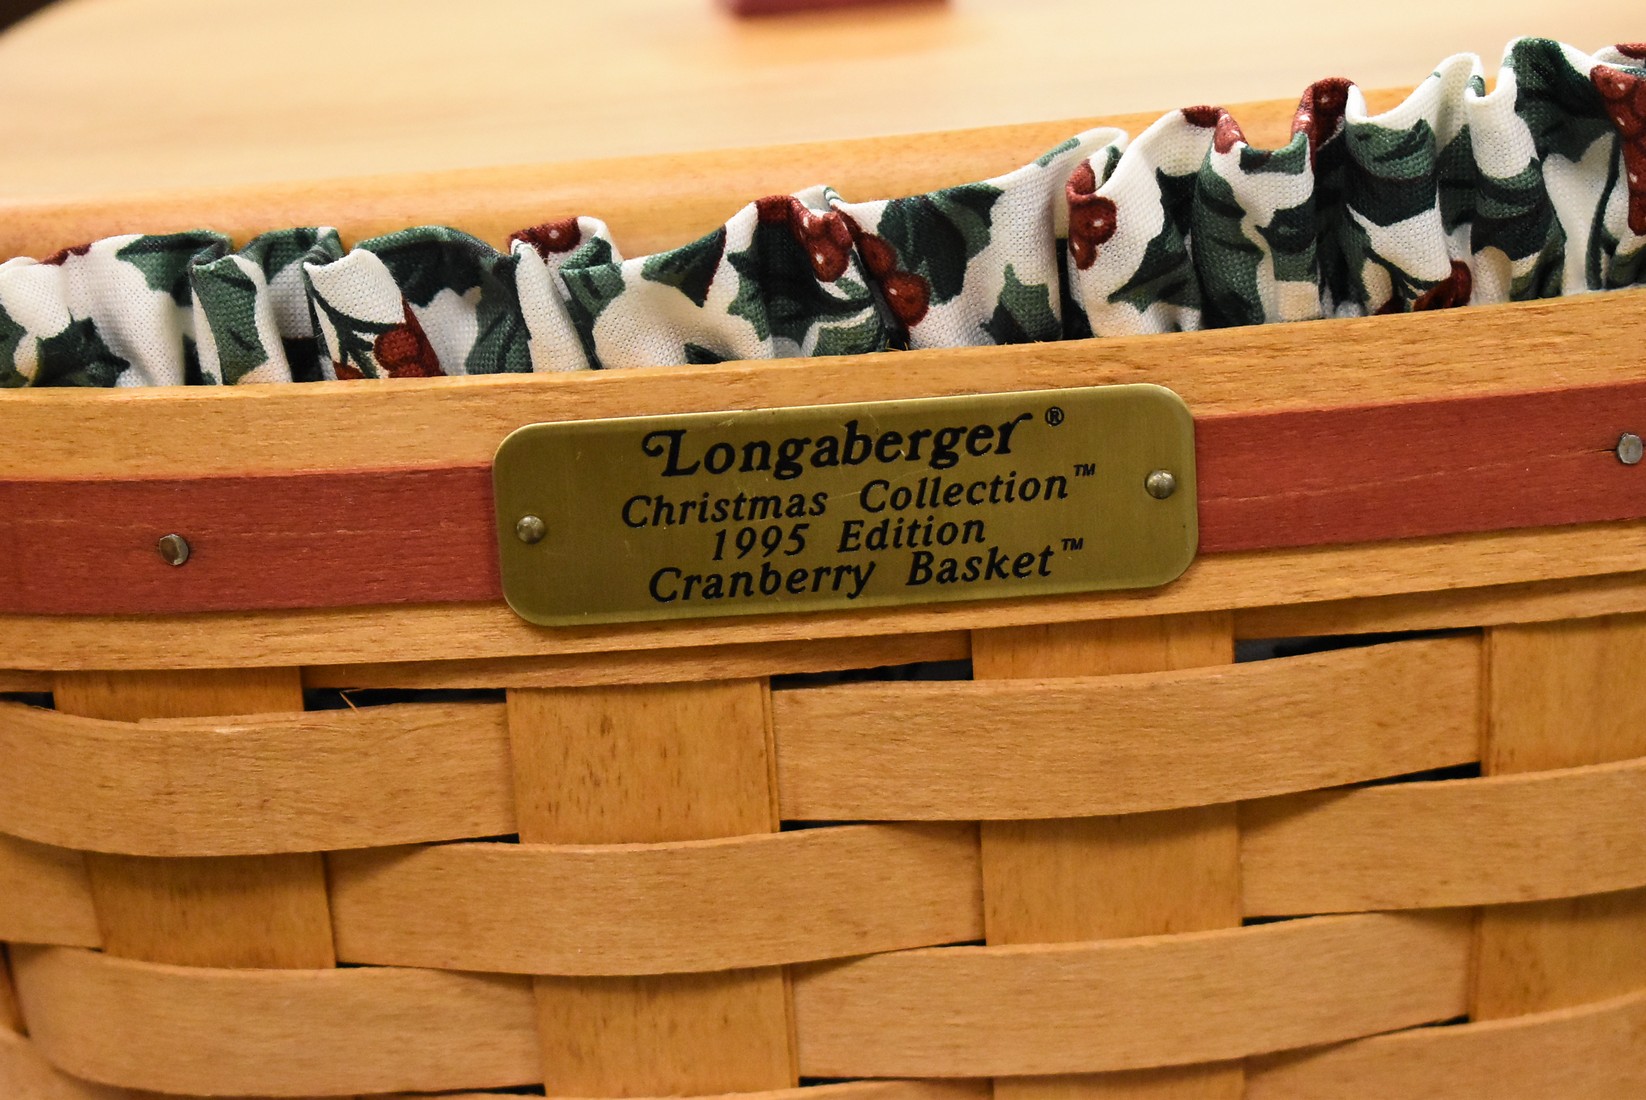 Longaberger®
Christmas Collection™
1995 Edition
Cranberry Basket™